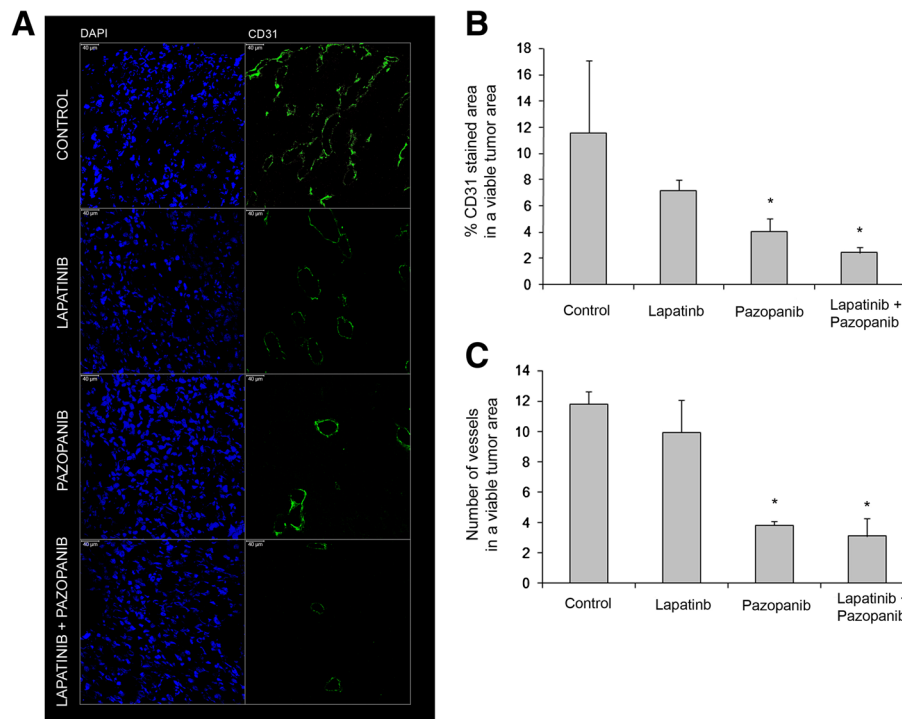 A
DAPI
CD31
CONTROL
40 µm
40 µm
LAPATINIB
40 µm
40 µm
PAZOPANIB
40 µm
40 µm
LAPATINIB + PAZOPANIB
40 µm
40 µm
B
% CD31 stained area
in a viable tumor area
18
16
14
12
10
8
6
4
2
0
*
*
Control
Lapatinb
Pazopanib
Lapatinib +
Pazopanib
C
Number of vessels
in a viable tumor area
14
12
10
8
6
4
2
0
*
*
Control
Lapatinb
Pazopanib
Lapatinib +
Pazopanib